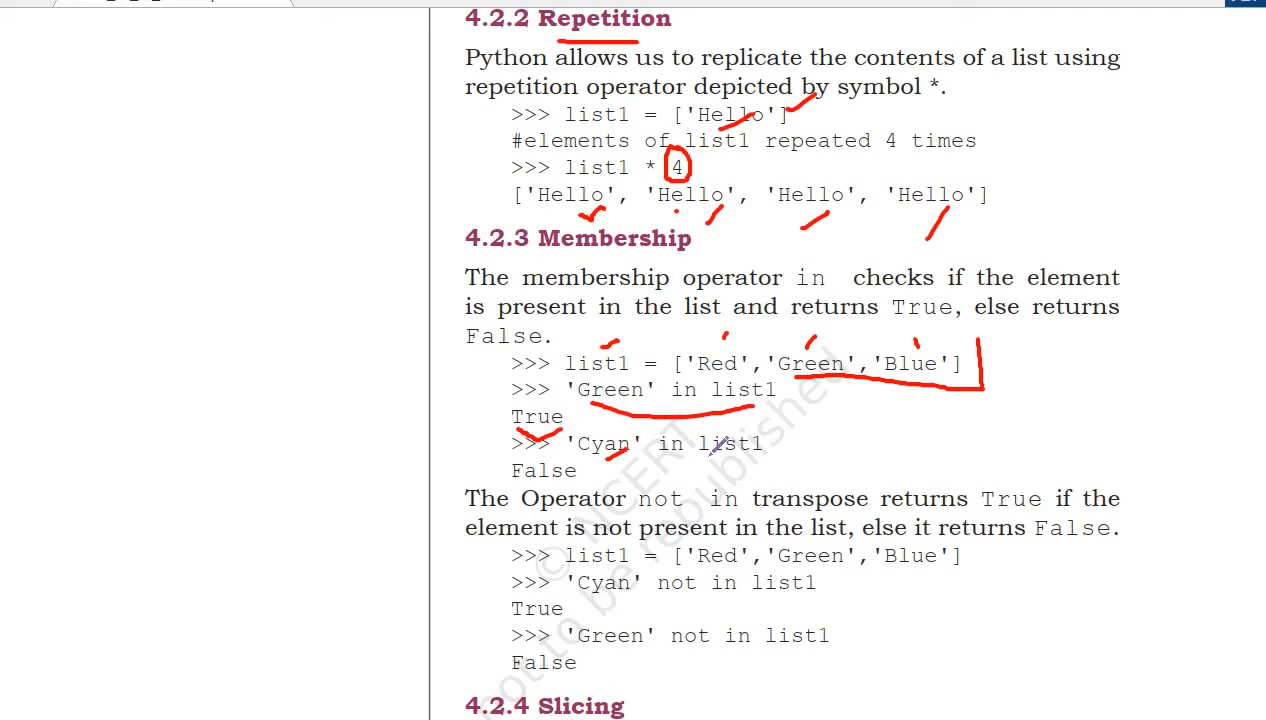 4.2.2 Repetition
Python allows us to replicate the contents of a list using
repetition operator depicted by symbol *.
>>> list1 = ['Hello']
#elements of list1 repeated 4 times
>>> list1 * 4
['Hello', 'Hello', 'Hello', 'Hello']
4.2.3 Membership
The membership operator in checks if the element
is present in the list and returns True, else returns
False.
>>> list1 = ['Red','Green','Blue']
>>> 'Green' in list1
True
>>> 'Cyan' in list1
False
The Operator not in transpose returns True if the
element is not present in the list, else it returns False.
>>> list1 = ['Red','Green','Blue']
>>> 'Cyan' not in list1
True
>>> 'Green' not in list1
False
4.2.4 Slicing
© NCERT
not to be republished